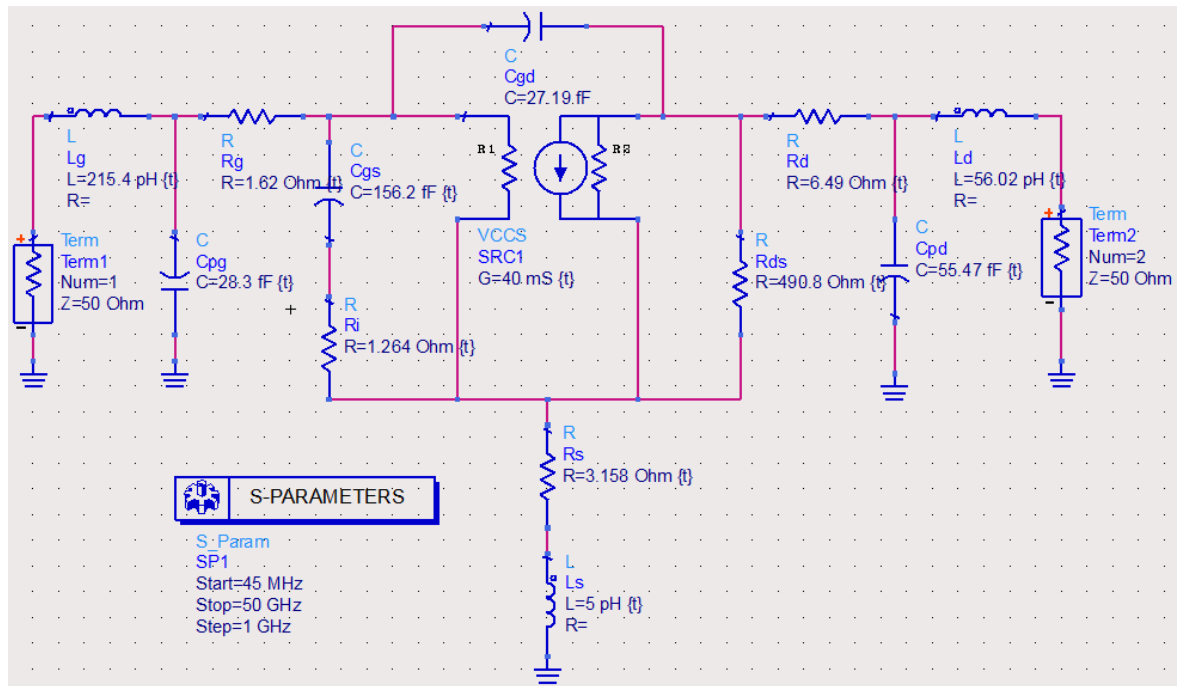 C
Cgd
C=27.19.fF
L
Lg
L=215.4 pH {t}
R=
R
Rg
R=1.62 Ohm {t}
C
Cgs
C=156.2 fF {t}
R1
R2
VCCS
SRC1
G=40 mS {t}
R
Rd
R=6.49 Ohm {t}
L
Ld
L=56.02 pH {t}
R=
+
Term
Term1
Num=1
Z=50 Ohm
-
C
Cpg
C=28.3 fF {t}
R
Ri
R=1.264 Ohm {t}
R
Rds
R=490.8 Ohm {t}
C
Cpd
C=55.47 fF {t}
+
Term
Term2
Num=2
Z=50 Ohm
-
R
Rs
R=3.158 Ohm {t}
S-PARAMETERS
S_Param
SP1
Start=45 MHz
Stop=50 GHz
Step=1 GHz
L
Ls
L=5 pH {t}
R=